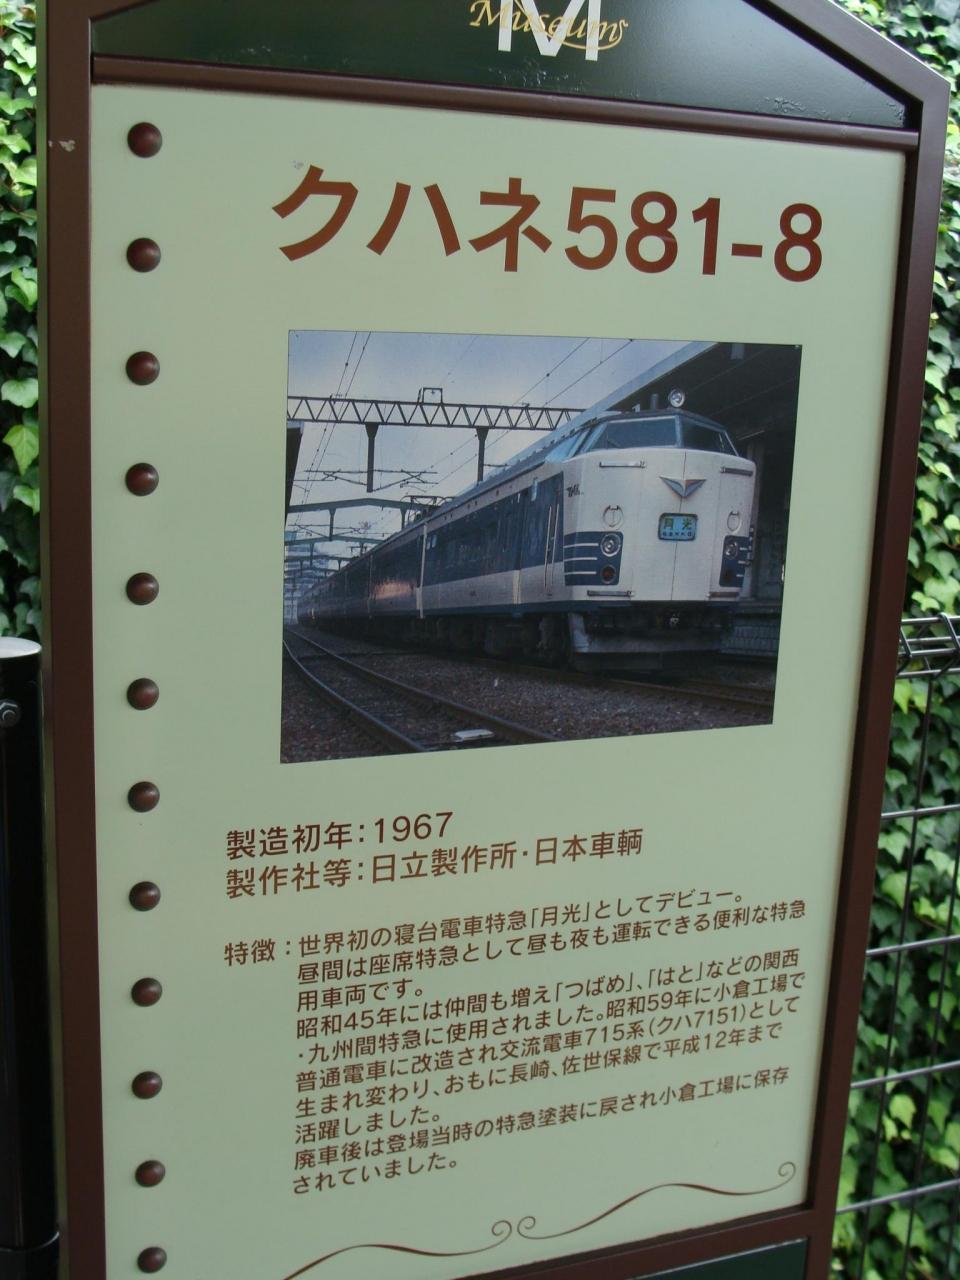 M
Museum
クハネ581-8
月光
製造初年：1967
製作社等：日立製作所・日本車輌
特徴：世界初の寝台電車特急「月光」としてデビュー。
昼間は座席特急として昼も夜も運転できる便利な特急
用車両です。
昭和45年には仲間も増え「つばめ」、「はと」などの関西
・九州間特急に使用されました。昭和59年に小倉工場で
普通電車に改造され交流電車715系（クハ7151）として
生まれ変わり、おもに長崎、佐世保線で平成12年まで
活躍しました。
廃車後は登場当時の特急塗装に戻され小倉工場に保存
されていました。